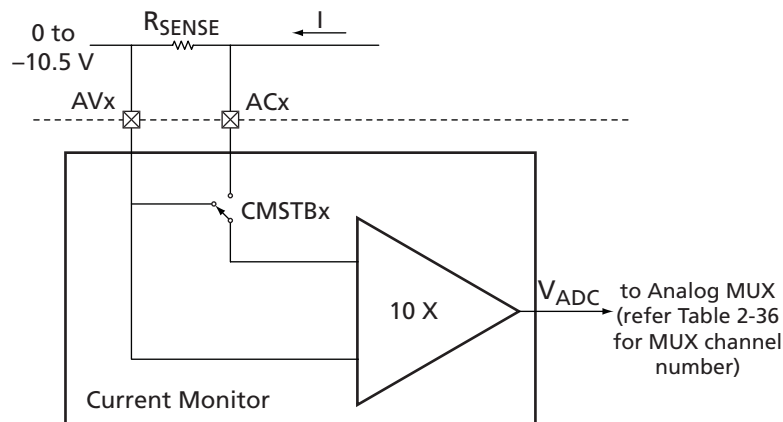 0 to
–10.5 V
RSENSE
I
AVx
ACx
CMSTBx
10 X
VADC
to Analog MUX
(refer Table 2-36
for MUX channel
number)
Current Monitor